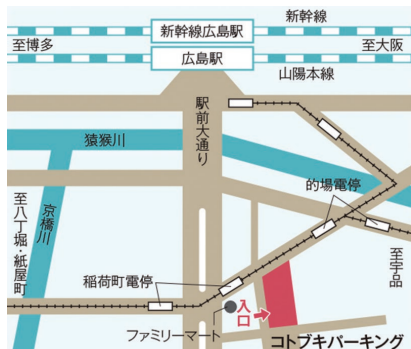 新幹線
新幹線広島駅
至博多
至大阪
広島駅
山陽本線
駅前大通り
猿猴川
的場電停
京橋川
至八丁堀・紙屋町
至宇品
稲荷町電停
入口
ファミリーマート
コトブキパーキング